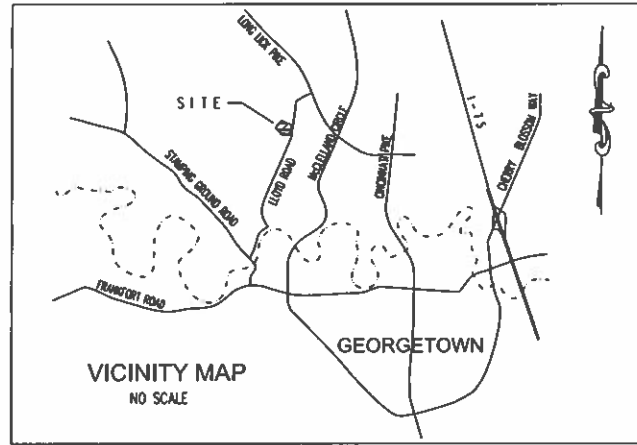 LONG LICK PIKE
SITE
STAMPING GROUND ROAD
LLOYD ROAD
McCLELLAND CIRCLE
CINCINNATI PIKE
I-75
CHERRY BLOSSOM WAY
FRANKFORT ROAD
GEORGETOWN
VICINITY MAP
NO SCALE